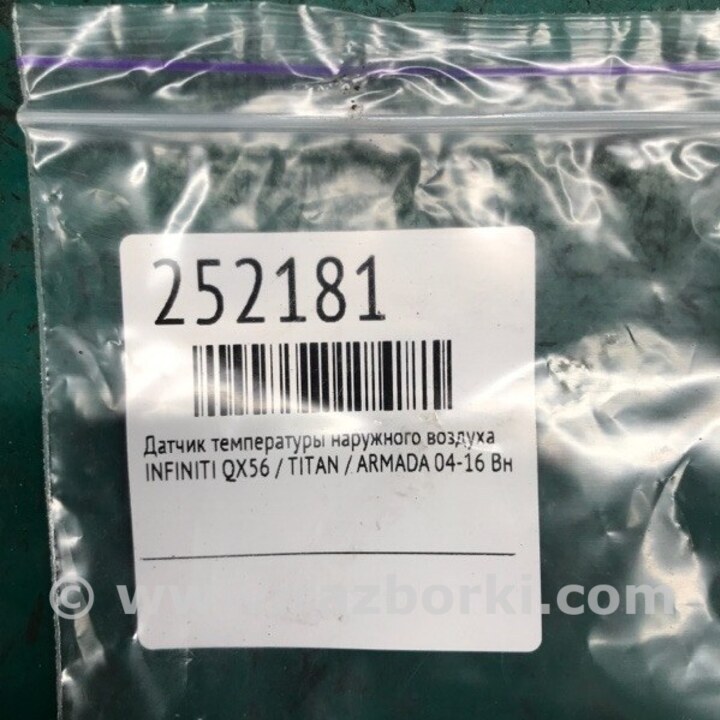 252181
Датчик температуры наружного воздуха
INFINITI QX56 / TITAN / ARMADA 04-16 Вн